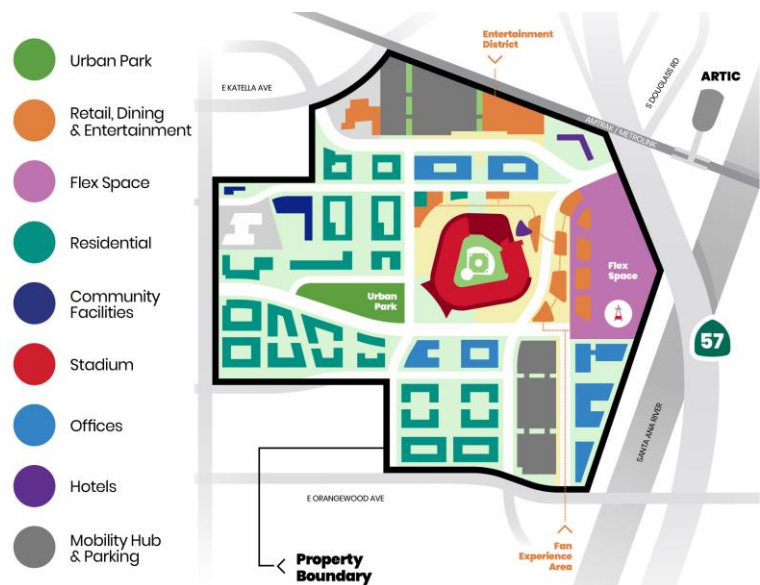 Urban Park
Retail, Dining
& Entertainment
Flex Space
Residential
Community
Facilities
Stadium
Offices
Hotels
Mobility Hub
& Parking
Entertainment
District
E KATELLA AVE
S DOUGLASS RD
ARTIC
AMTRAK / METROLINK
Flex
Space
Urban
Park
57
SANTA ANA RIVER
E ORANGEWOOD AVE
Fan
Experience
Area
Property
Boundary